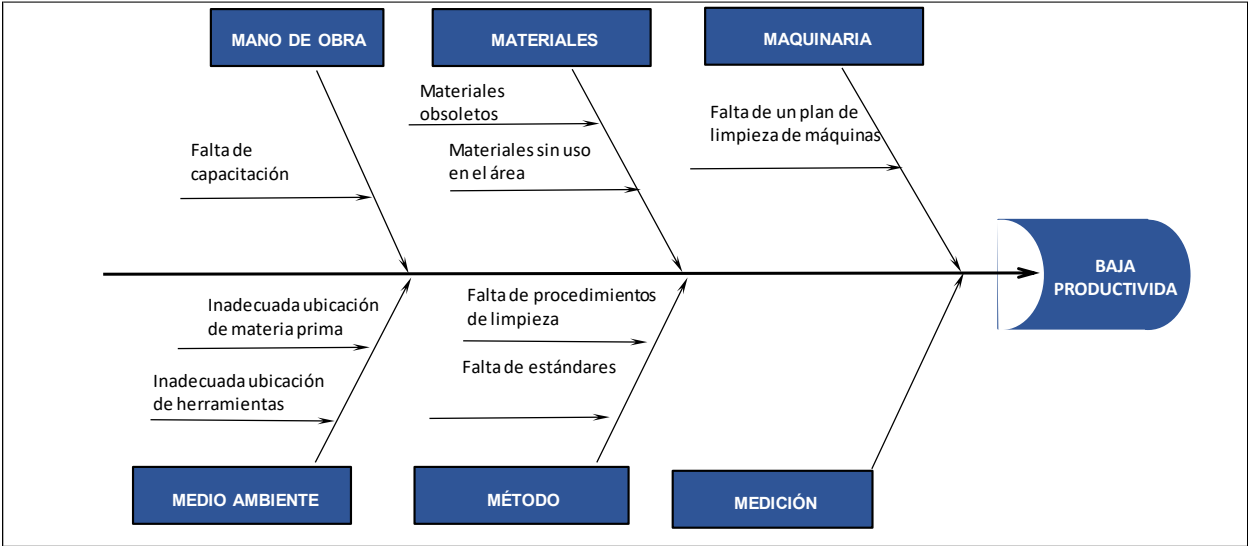 MANO DE OBRA
MATERIALES
MAQUINARIA
Materiales
obsoletos
Falta de un plan de
limpieza de máquinas
Falta de
capacitación
Materiales sin uso
en el área
BAJA
PRODUCTIVIDA
Inadecuada ubicación
de materia prima
Falta de procedimientos
de limpieza
Inadecuada ubicación
de herramientas
Falta de estándares
MEDIO AMBIENTE
MÉTODO
MEDICIÓN